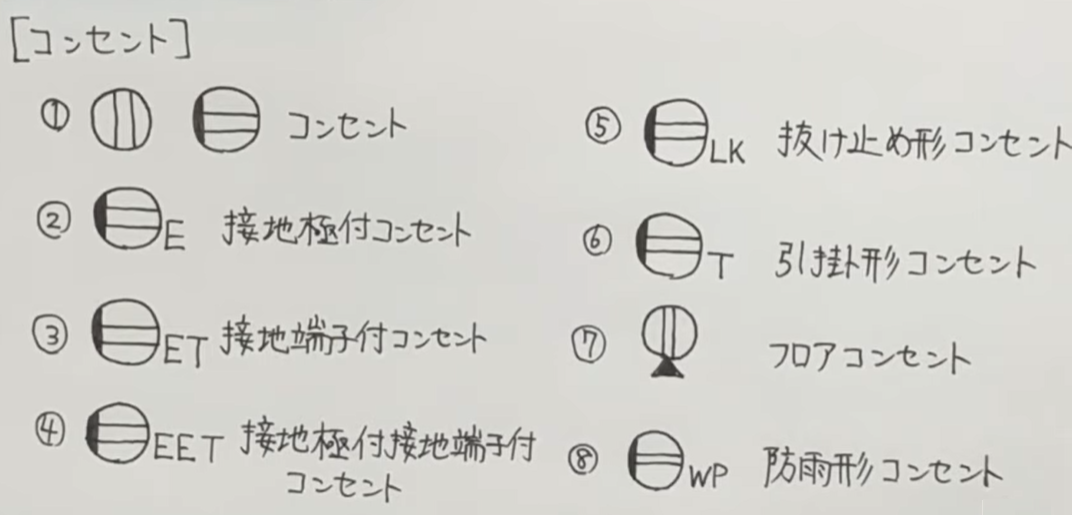 [コンセント]
① コンセント
② E 接地極付コンセント
③ ET 接地端子付コンセント
④ EET 接地極付接地端子付
コンセント
⑤ LK 抜け止め形コンセント
⑥ T 引掛形コンセント
⑦ フロアコンセント
⑧ WP 防雨形コンセント